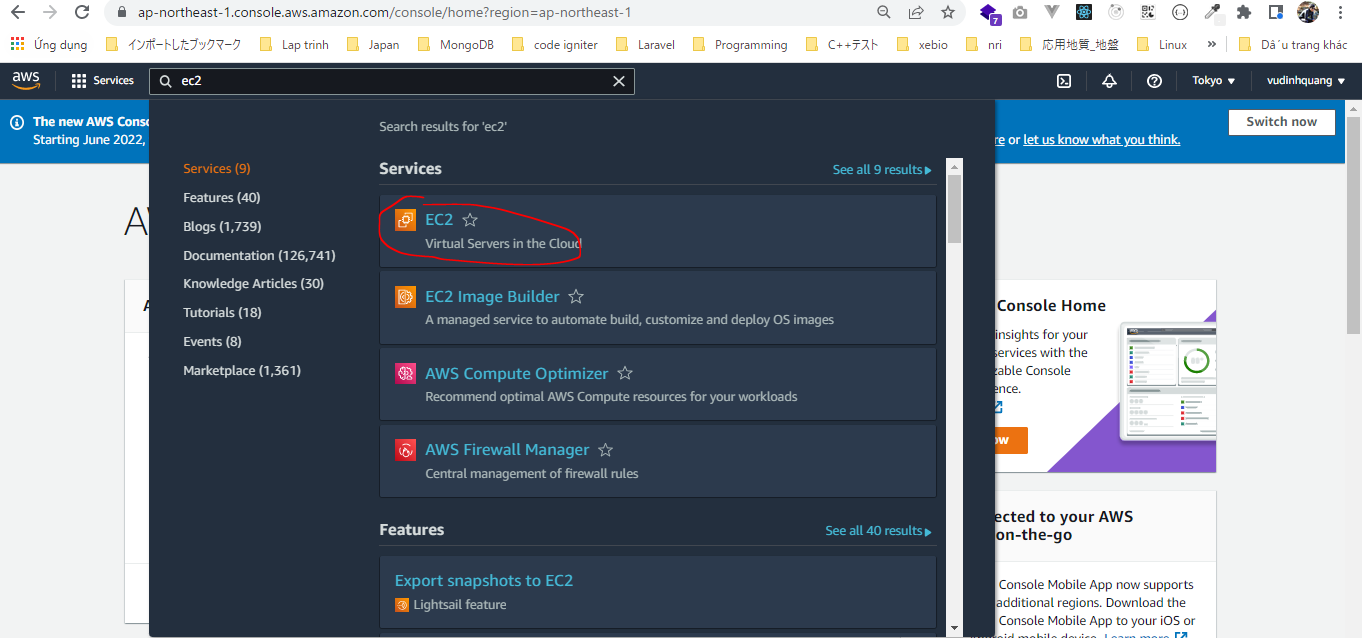 ap-northeast-1.console.aws.amazon.com/console/home?region=ap-northeast-1
7
Ứng dụng
インポートしたブックマーク
Lap trinh
Japan
MongoDB
code igniter
Laravel
Programming
C++テスト
xebio
nri
応用地質_地盤
Linux
»
Dấu trang khác
aws
Services
ec2
Tokyo
vudinhquang
The new AWS Conso
Starting June 2022,
re or let us know what you think.
Switch now
Search results for 'ec2'
Services (9)
Features (40)
Blogs (1,739)
Documentation (126,741)
Knowledge Articles (30)
Tutorials (18)
Events (8)
Marketplace (1,361)
Services
See all 9 results
EC2
Virtual Servers in the Cloud
EC2 Image Builder
A managed service to automate build, customize and deploy OS images
AWS Compute Optimizer
Recommend optimal AWS Compute resources for your workloads
AWS Firewall Manager
Central management of firewall rules
Features
See all 40 results
Export snapshots to EC2
Lightsail feature
Console Home
insights for your
services with the
zable Console
ence.
ow
ected to your AWS
on-the-go
Console Mobile App now supports
additional regions. Download the
Console Mobile App to your iOS or
android mobile device. Learn more